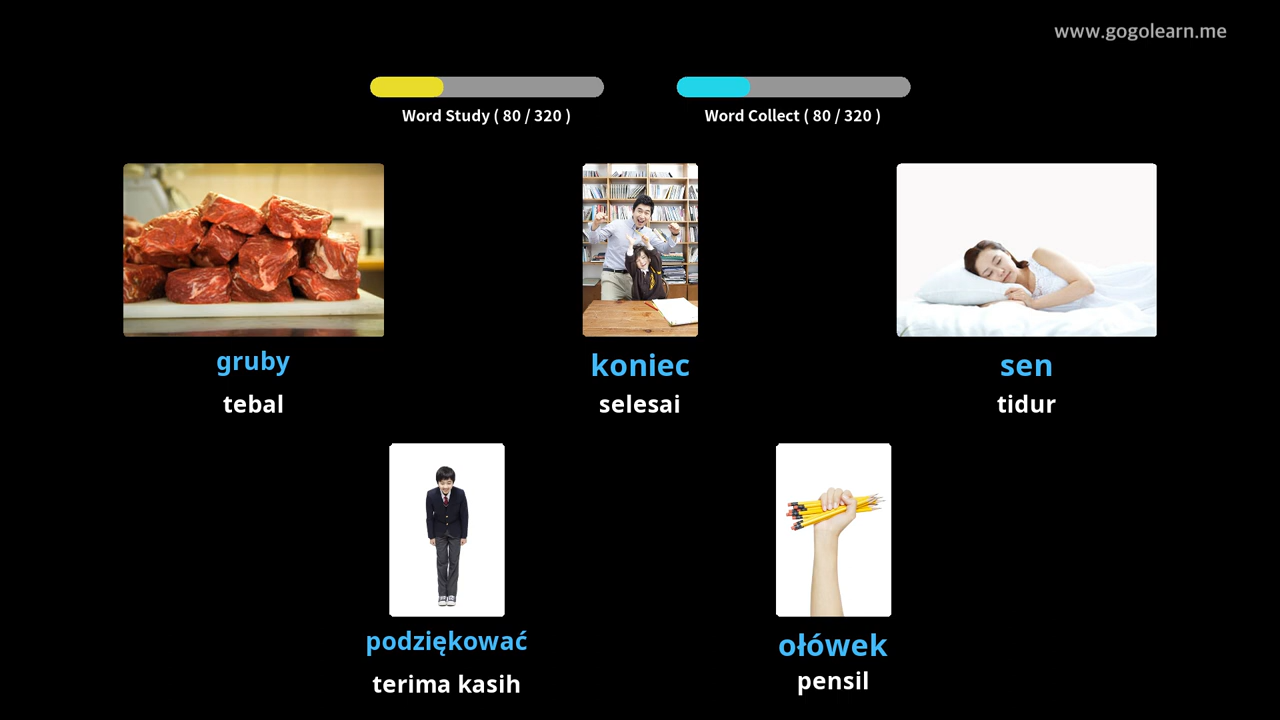 www.gogolearn.me
Word Study ( 80 / 320 )
Word Collect ( 80 / 320 )
gruby
tebal
koniec
selesai
sen
tidur
podziękować
terima kasih
ołówek
pensil